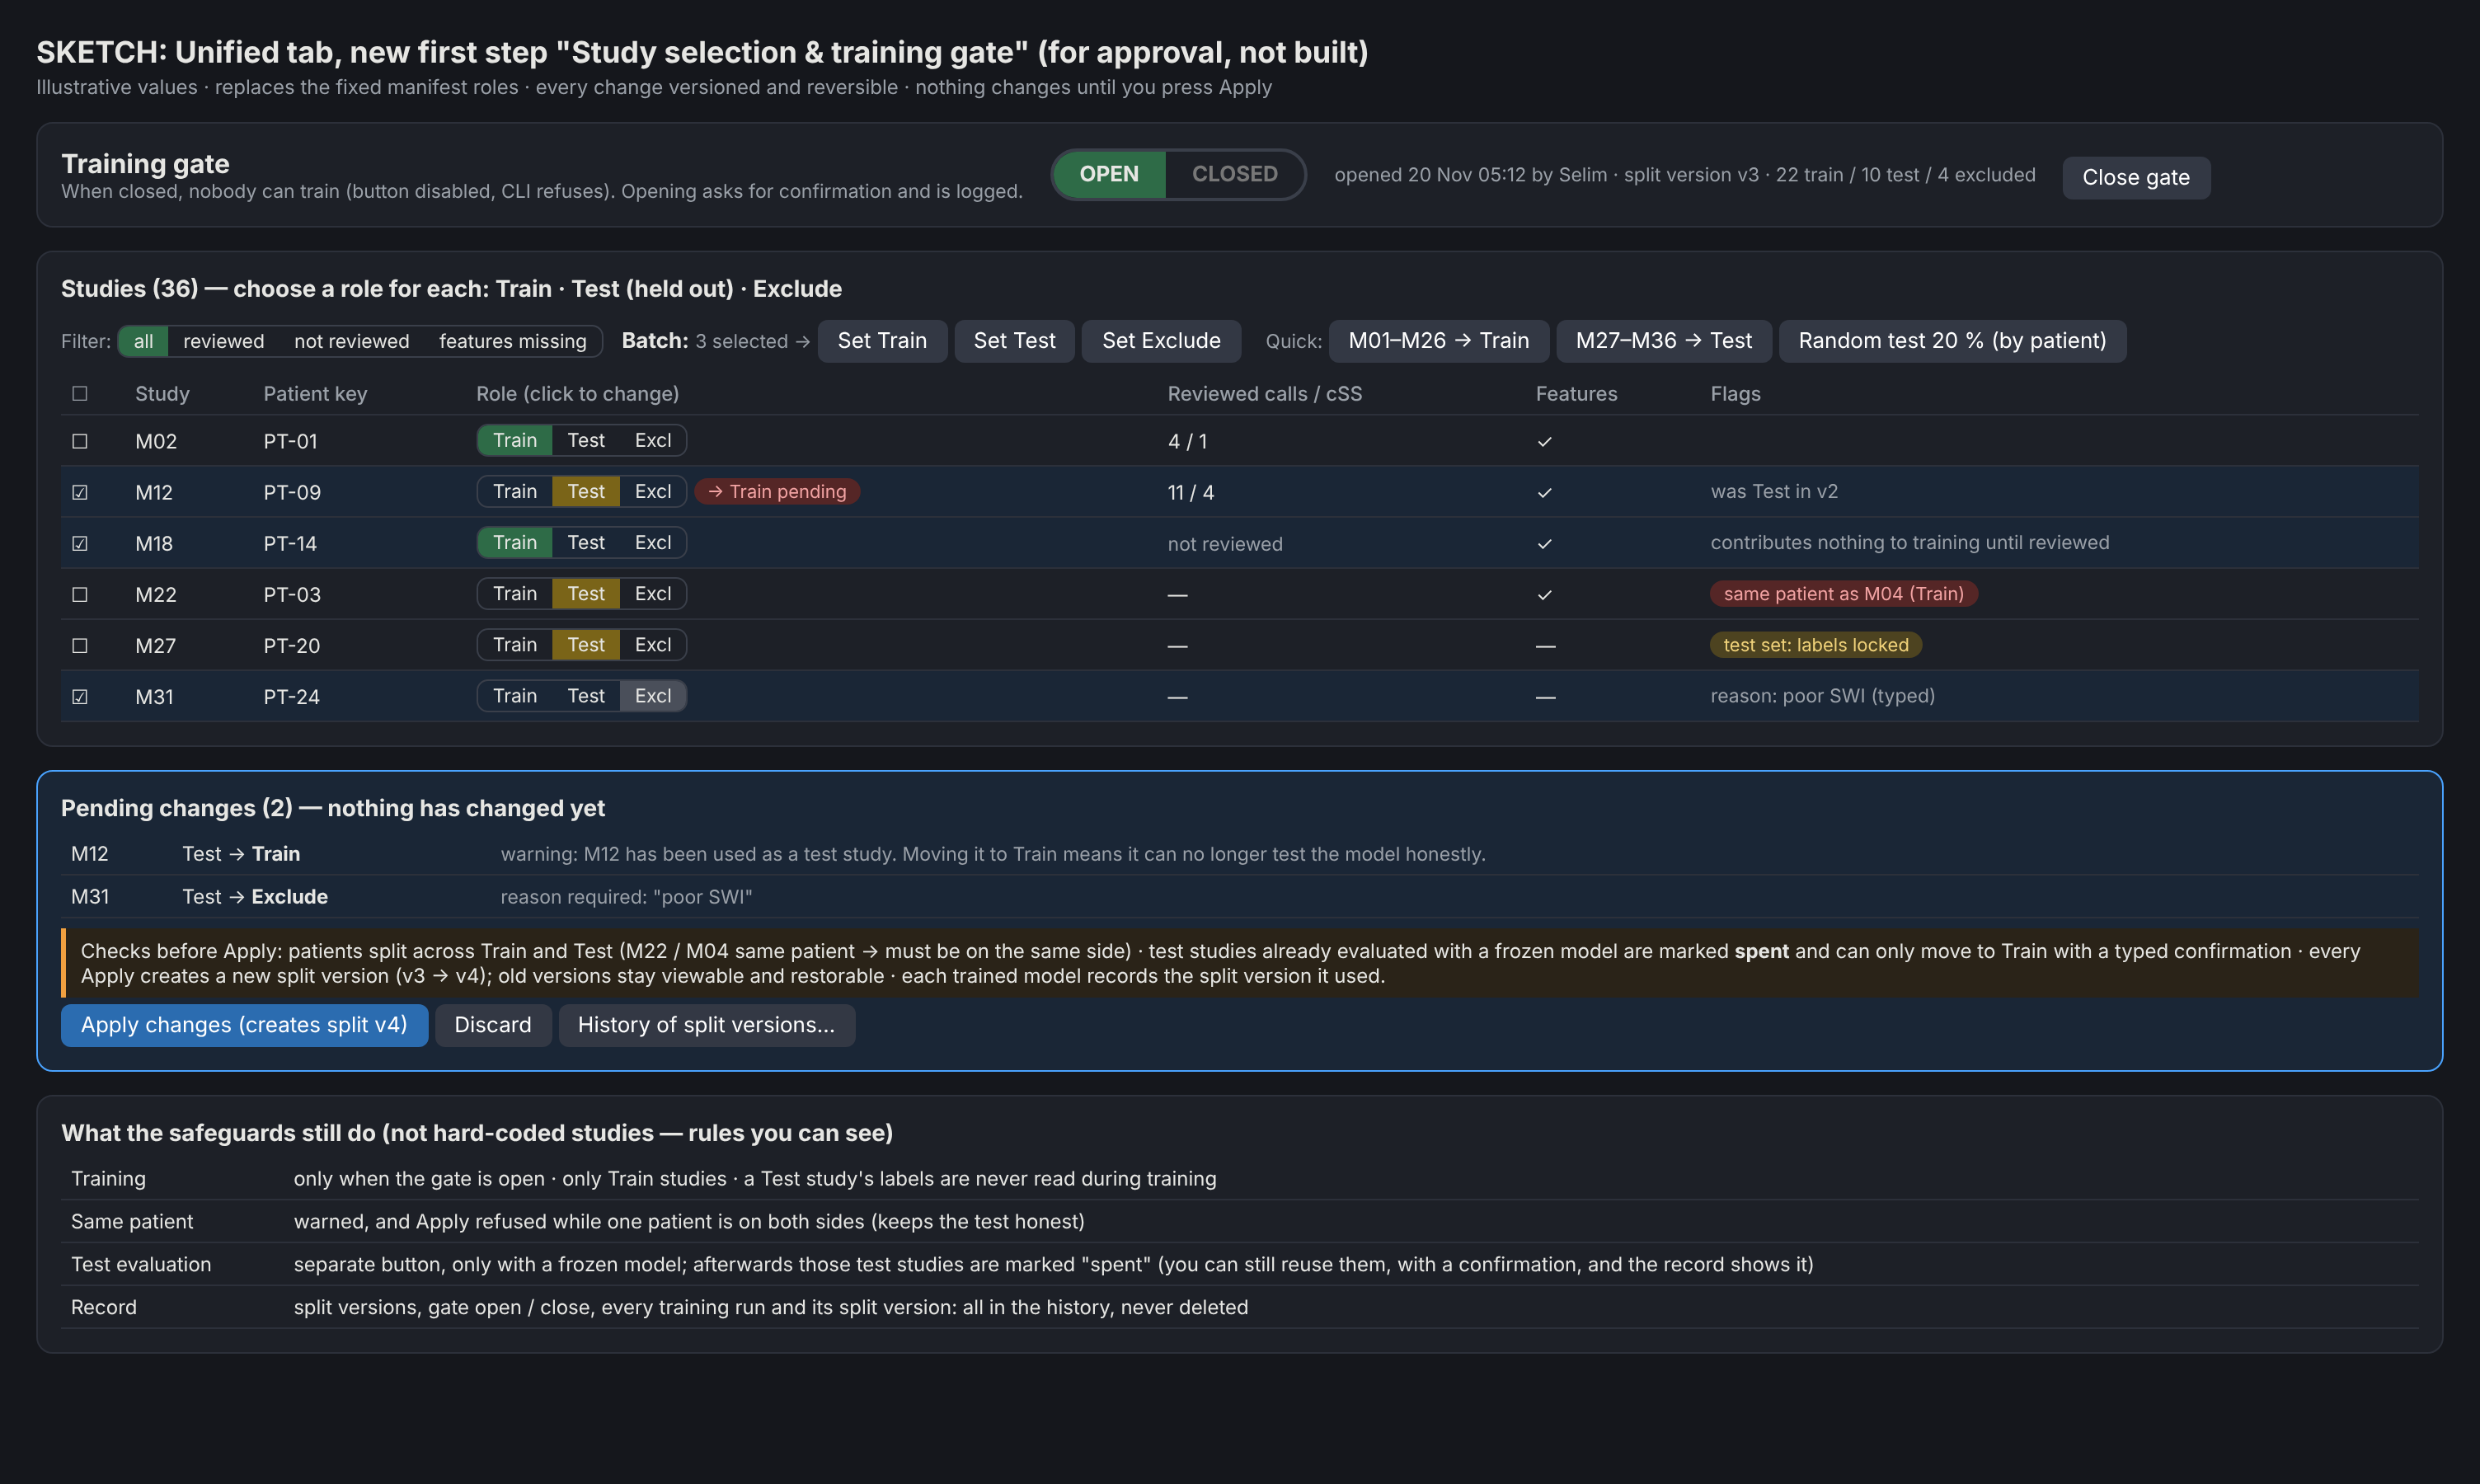 SKETCH: Unified tab, new first step "Study selection & training gate" (for approval, not built)
Illustrative values · replaces the fixed manifest roles · every change versioned and reversible · nothing changes until you press Apply
Training gate
When closed, nobody can train (button disabled, CLI refuses). Opening asks for confirmation and is logged.
OPEN CLOSED
opened 20 Nov 05:12 by Selim · split version v3 · 22 train / 10 test / 4 excluded
Close gate
Studies (36) — choose a role for each: Train · Test (held out) · Exclude
Filter: all reviewed not reviewed features missing Batch: 3 selected → Set Train Set Test Set Exclude Quick: M01–M26 → Train M27–M36 → Test Random test 20 % (by patient)
☐ Study Patient key Role (click to change) Reviewed calls / cSS Features Flags
☐ M02 PT-01 Train Test Excl 4 / 1 ✓
☑ M12 PT-09 Train Test Excl → Train pending 11 / 4 ✓ was Test in v2
☑ M18 PT-14 Train Test Excl not reviewed ✓ contributes nothing to training until reviewed
☐ M22 PT-03 Train Test Excl — ✓ same patient as M04 (Train)
☐ M27 PT-20 Train Test Excl — — test set: labels locked
☑ M31 PT-24 Train Test Excl — — reason: poor SWI (typed)
Pending changes (2) — nothing has changed yet
M12 Test → Train warning: M12 has been used as a test study. Moving it to Train means it can no longer test the model honestly.
M31 Test → Exclude reason required: "poor SWI"
Checks before Apply: patients split across Train and Test (M22 / M04 same patient → must be on the same side) · test studies already evaluated with a frozen model are marked spent and can only move to Train with a typed confirmation · every
Apply creates a new split version (v3 → v4); old versions stay viewable and restorable · each trained model records the split version it used.
Apply changes (creates split v4) Discard History of split versions...
What the safeguards still do (not hard-coded studies — rules you can see)
Training only when the gate is open · only Train studies · a Test study's labels are never read during training
Same patient warned, and Apply refused while one patient is on both sides (keeps the test honest)
Test evaluation separate button, only with a frozen model; afterwards those test studies are marked "spent" (you can still reuse them, with a confirmation, and the record shows it)
Record split versions, gate open / close, every training run and its split version: all in the history, never deleted